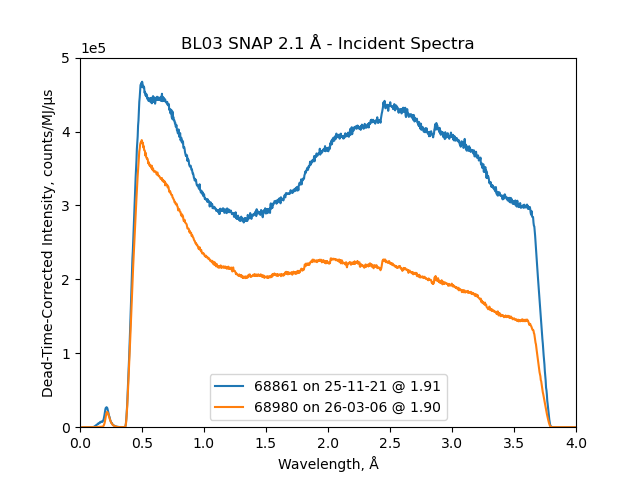 BL03 SNAP 2.1 Å - Incident Spectra
1e5
Dead-Time-Corrected Intensity, counts/MJ/μs
5
4
3
2
1
0
68861 on 25-11-21 @ 1.91
68980 on 26-03-06 @ 1.90
0.0 0.5 1.0 1.5 2.0 2.5 3.0 3.5 4.0
Wavelength, Å